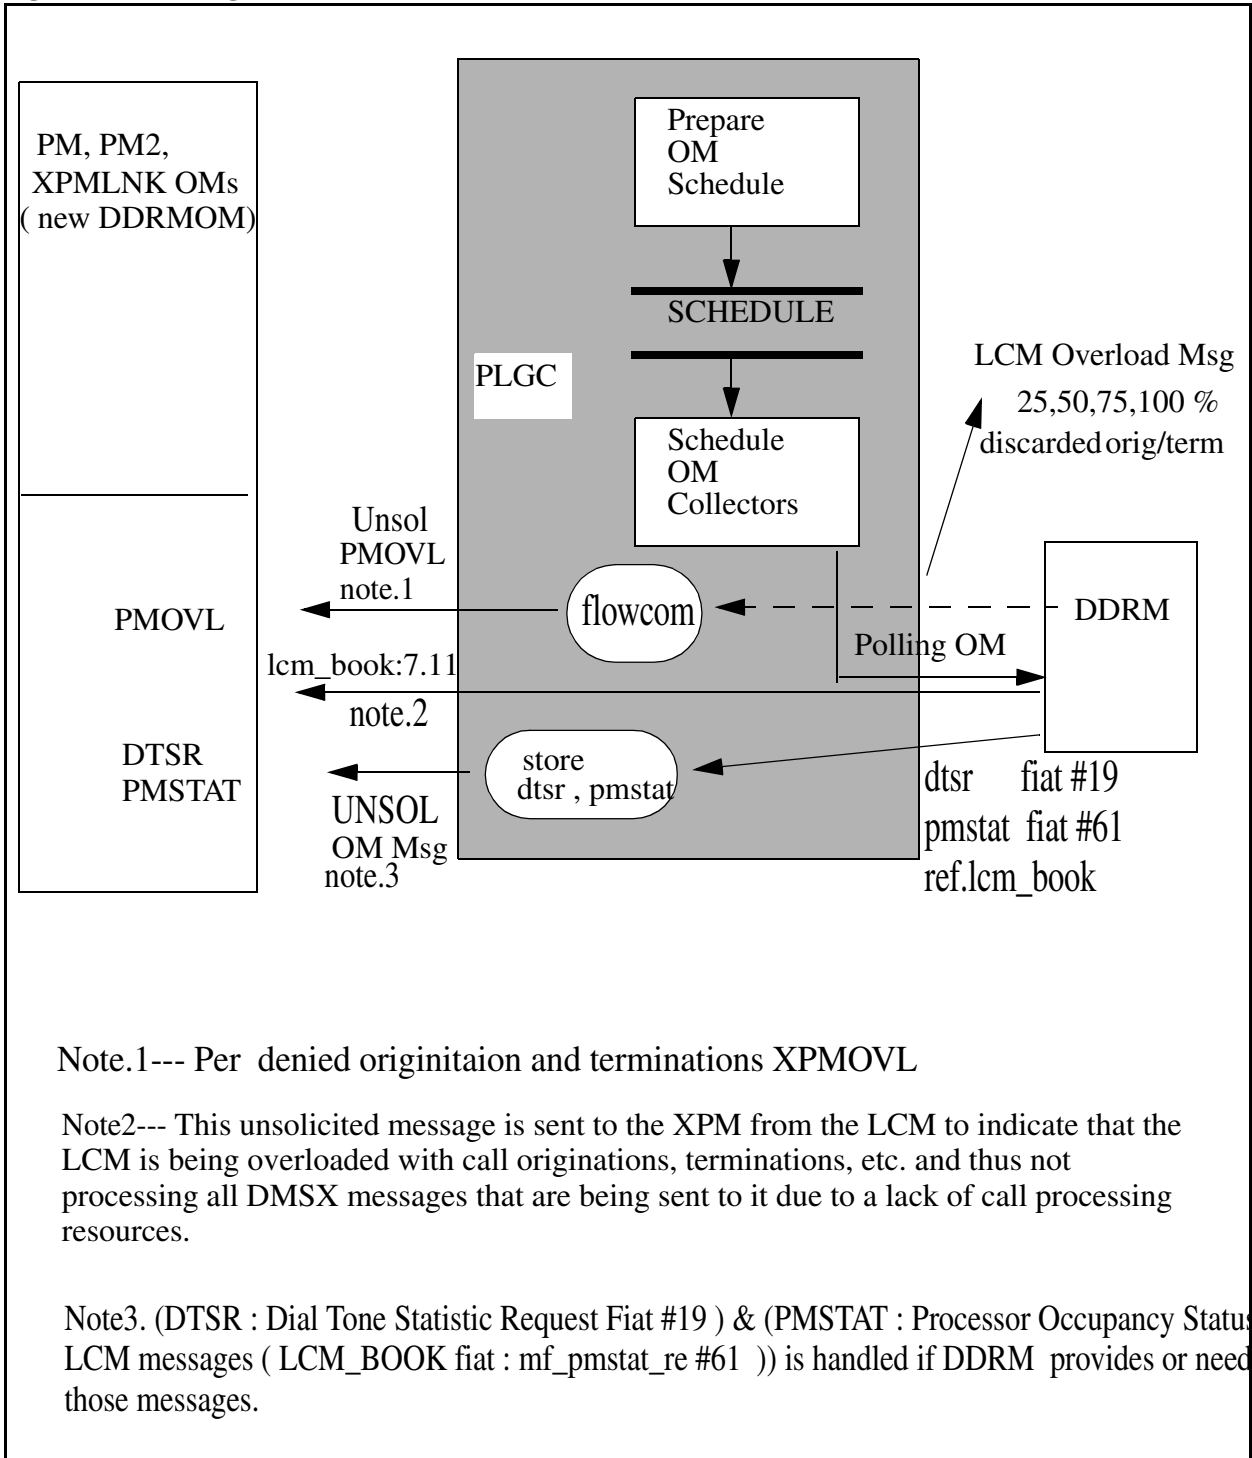 PM, PM2,
XPMLNK OMs
( new DDRMOM)
Prepare
OM
Schedule
SCHEDULE
PLGC
Schedule
OM
Collectors
LCM Overload Msg
25,50,75,100 %
discarded orig/term
Unsol
PMOVL
note.1
flowcom
DDRM
PMOVL
Polling OM
lcm_book:7.11
note.2
DTSR
PMSTAT
store
dtsr , pmstat
UNSOL
OM Msg
note.3
dtsr fiat #19
pmstat fiat #61
ref.lcm_book
Note.1--- Per denied originitaion and terminations XPMOVL
Note2--- This unsolicited message is sent to the XPM from the LCM to indicate that the
LCM is being overloaded with call originations, terminations, etc. and thus not
processing all DMSX messages that are being sent to it due to a lack of call processing
resources.
Note3. (DTSR : Dial Tone Statistic Request Fiat #19 ) & (PMSTAT : Processor Occupancy Status
LCM messages ( LCM_BOOK fiat : mf_pmstat_re #61 )) is handled if DDRM provides or need
those messages.